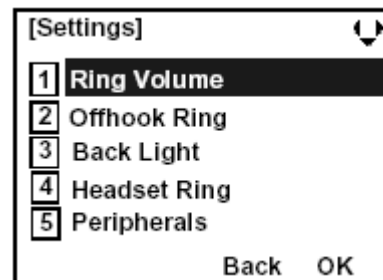 [Settings]
1 Ring Volume
2 Offhook Ring
3 Back Light
4 Headset Ring
5 Peripherals
Back OK